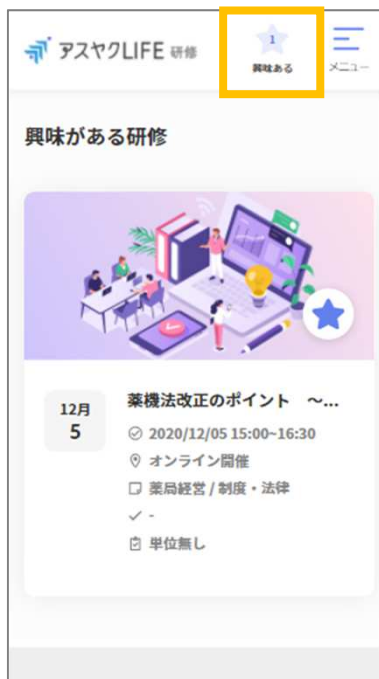 アスヤクLIFE 研修
1
興味ある
メニュー
興味がある研修
12月
5
薬機法改正のポイント　～...
2020/12/05 15:00~16:30
オンライン開催
薬局経営 / 制度・法律
-
単位無し